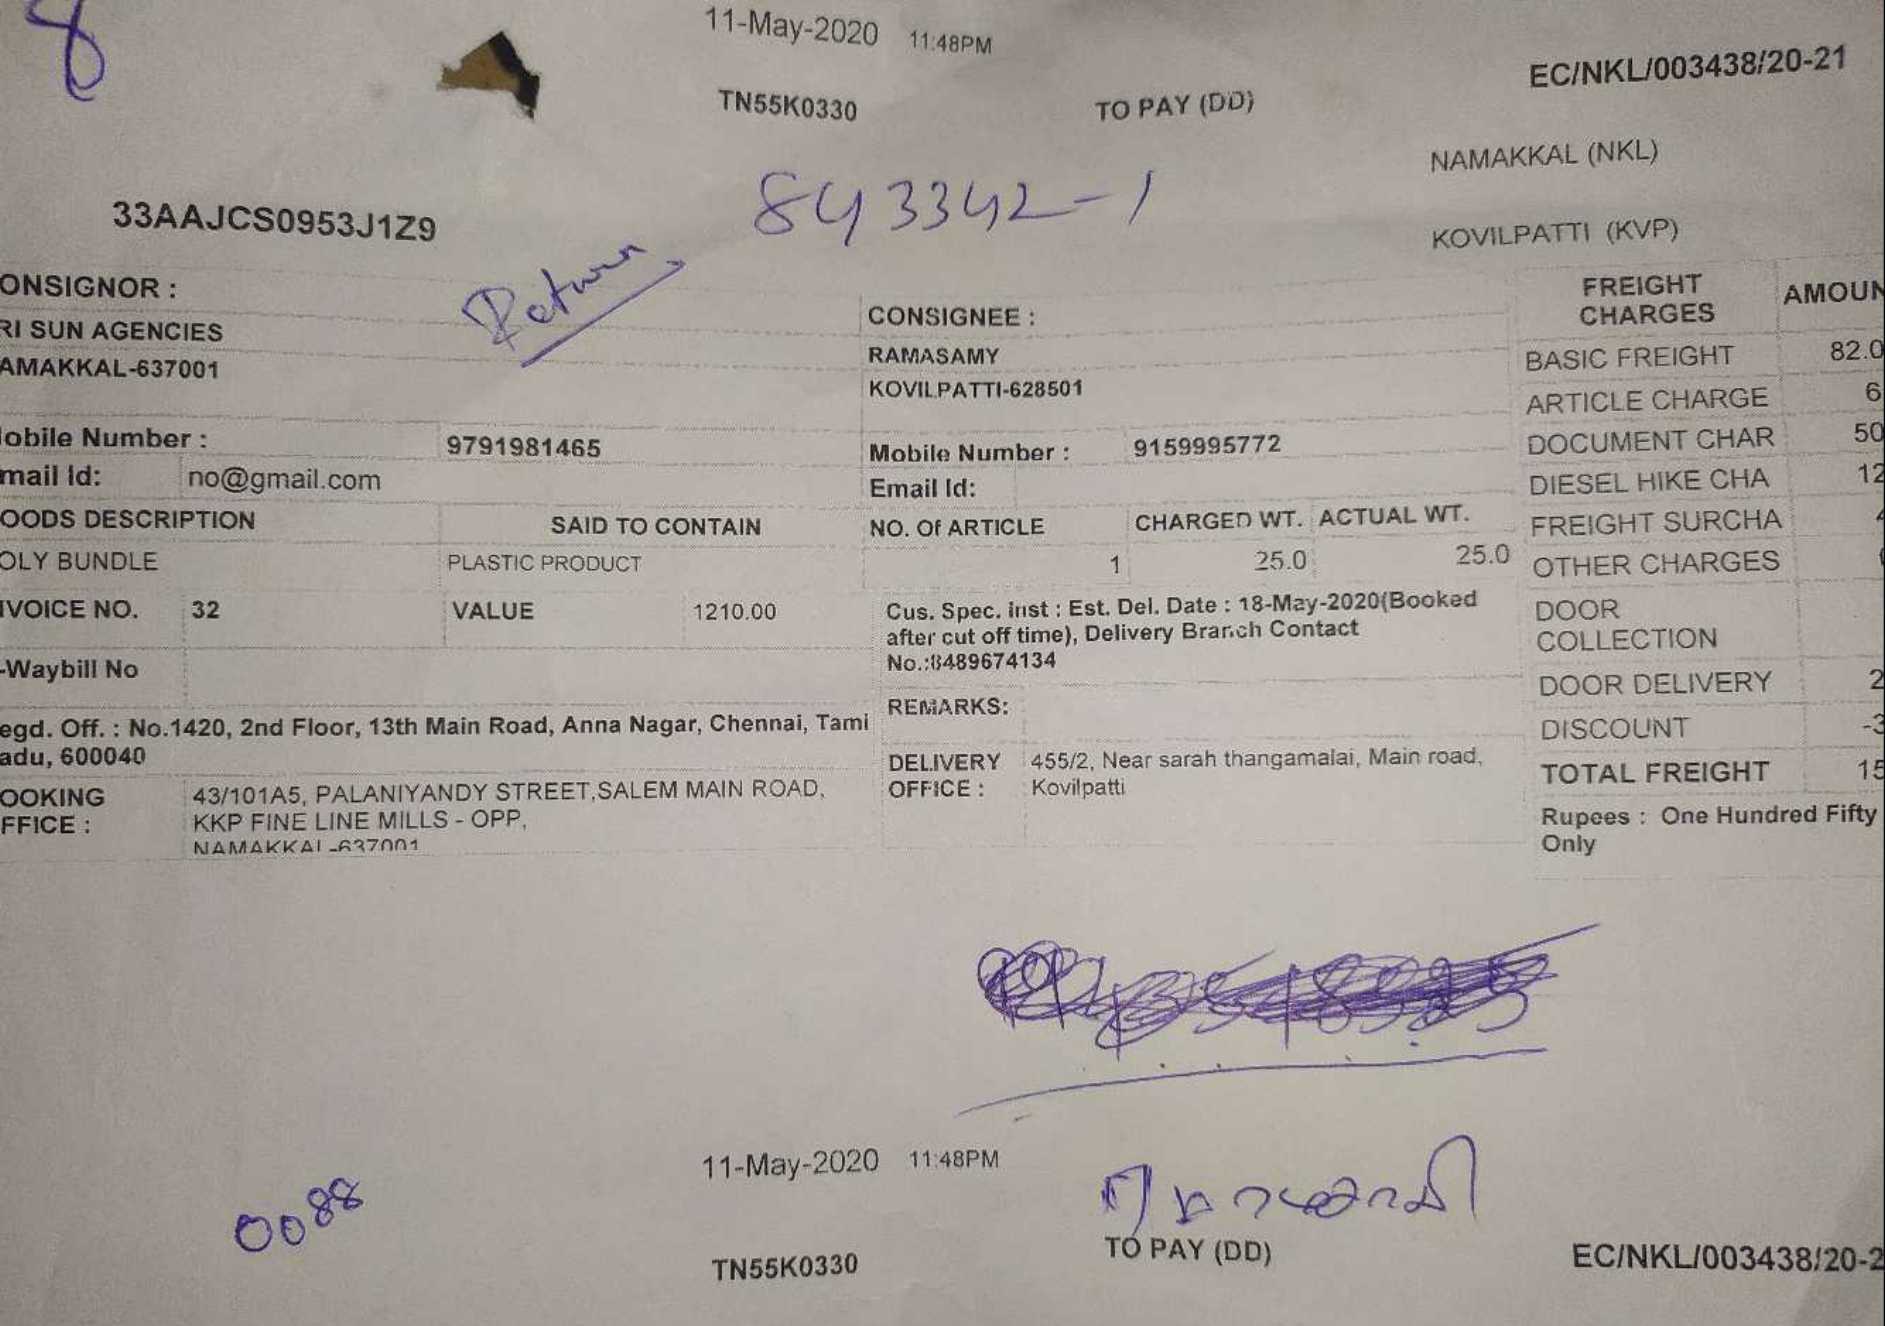 8
11-May-2020 11:48PM
EC/NKL/003438/20-21
TN55K0330 TO PAY (DD)
NAMAKKAL (NKL)
843342-1
33AAJCS0953J1Z9
KOVILPATTI (KVP)
Return
ONSIGNOR :
RI SUN AGENCIES
AMAKKAL-637001
CONSIGNEE :
RAMASAMY
KOVILPATTI-628501
obile Number : 9791981465
mail Id: no@gmail.com
Mobile Number : 9159995772
Email Id:
OODS DESCRIPTION SAID TO CONTAIN NO. Of ARTICLE CHARGED WT. ACTUAL WT.
OLY BUNDLE PLASTIC PRODUCT 1 25.0 25.0
VOICE NO. 32 VALUE 1210.00
-Waybill No
Cus. Spec. Inst : Est. Del. Date : 18-May-2020(Booked
after cut off time), Delivery Branch Contact
No.:8489674134
REMARKS:
egd. Off. : No.1420, 2nd Floor, 13th Main Road, Anna Nagar, Chennai, Tami
adu, 600040
DELIVERY 455/2, Near sarah thangamalai, Main road,
OFFICE : Kovilpatti
OOKING 43/101A5, PALANIYANDY STREET,SALEM MAIN ROAD,
FFICE : KKP FINE LINE MILLS - OPP,
NAMAKKAL-637001
FREIGHT AMOUN
CHARGES
BASIC FREIGHT 82.0
ARTICLE CHARGE 6
DOCUMENT CHAR 50
DIESEL HIKE CHA 12
FREIGHT SURCHA
OTHER CHARGES
DOOR
COLLECTION
DOOR DELIVERY 2
DISCOUNT -3
TOTAL FREIGHT 15
Rupees : One Hundred Fifty
Only
11-May-2020 11:48PM
0088
TN55K0330 TO PAY (DD) EC/NKL/003438/20-2